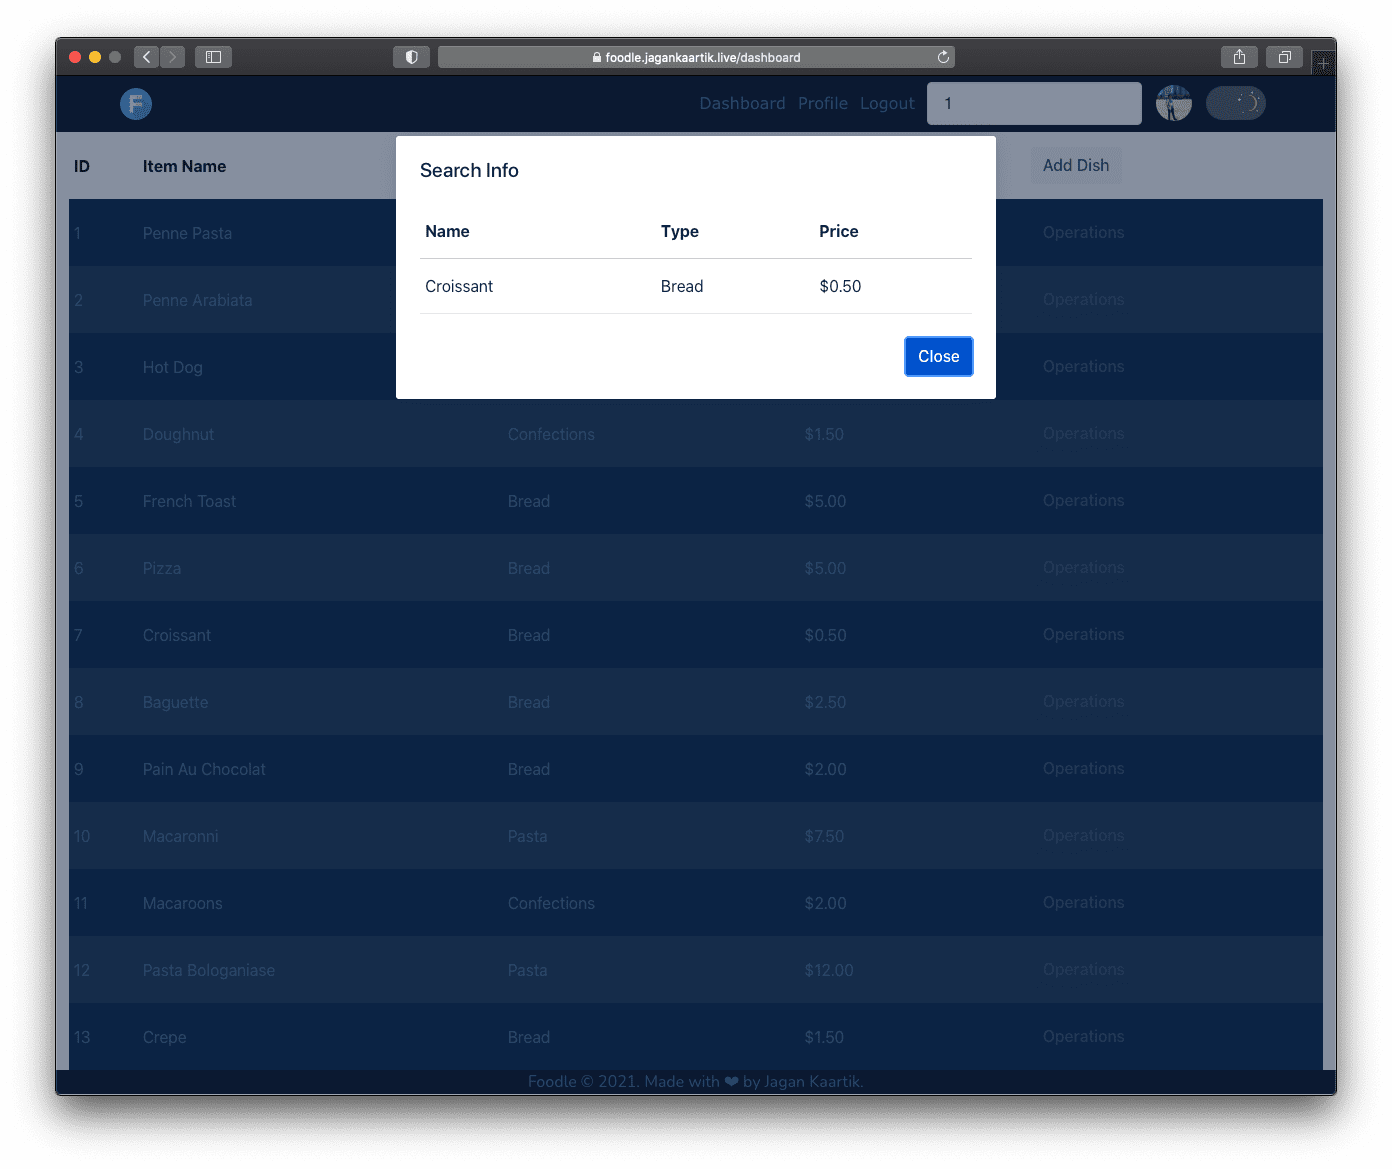 foodle.jagankaartik.live/dashboard
F Dashboard Profile Logout 1
ID Item Name Add Dish
Search Info
Name Type Price
Croissant Bread $0.50
Close
1 Penne Pasta Operations
2 Penne Arabiata Operations
3 Hot Dog Operations
4 Doughnut Confections $1.50 Operations
5 French Toast Bread $5.00 Operations
6 Pizza Bread $5.00 Operations
7 Croissant Bread $0.50 Operations
8 Baguette Bread $2.50 Operations
9 Pain Au Chocolat Bread $2.00 Operations
10 Macaronni Pasta $7.50 Operations
11 Macaroons Confections $2.00 Operations
12 Pasta Bologaniase Pasta $12.00 Operations
13 Crepe Bread $1.50 Operations
Foodle © 2021. Made with ❤ by Jagan Kaartik.